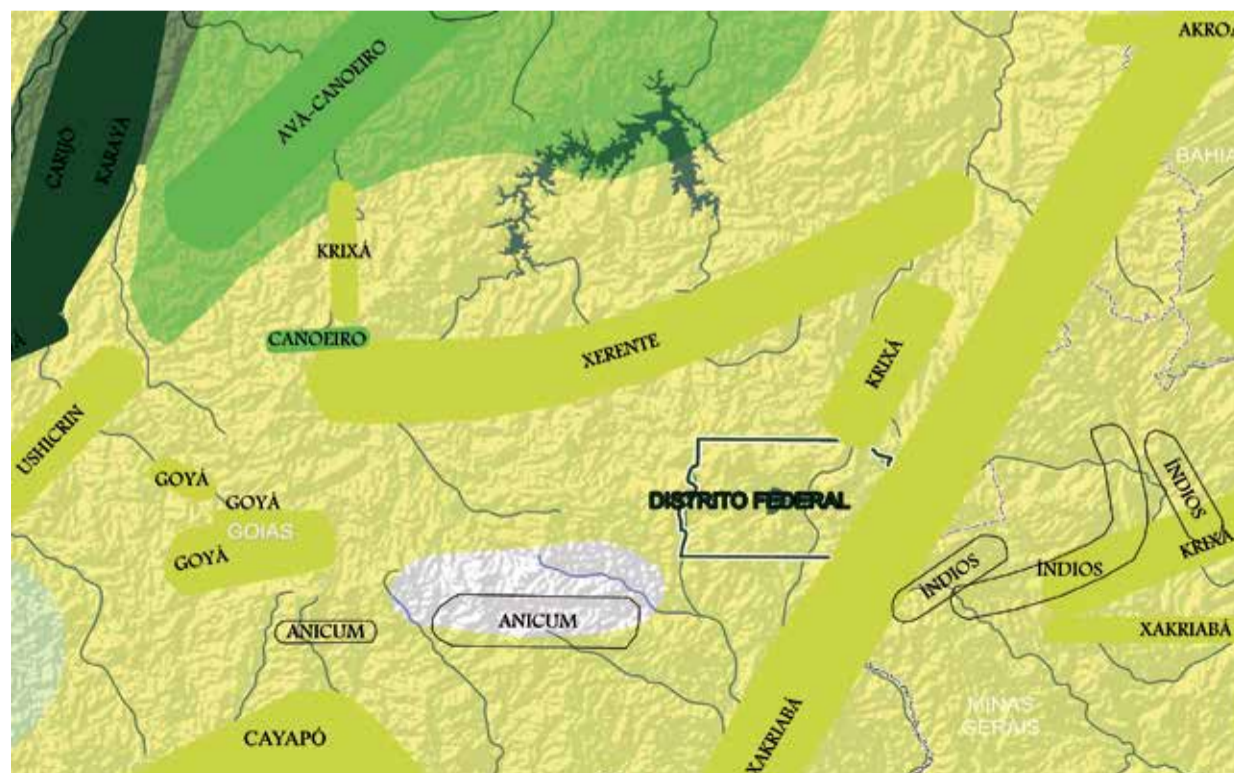 AKROA
AVÁ-CANOEIRO
CARIJÓ
KARAYÁ
BAHIA
KRIXÁ
CANOEIRO
XERENTE
KRIXÁ
USHICRIN
GOYÁ
GOYÁ
GOIAS
GOYÁ
DISTRITO FEDERAL
ÍNDIOS
KRIXÁ
ÍNDIOS
ÍNDIOS
ANICUM
ANICUM
XAKRIABÁ
MINAS
GERAIS
CAYAPÓ
XAKRIABÁ